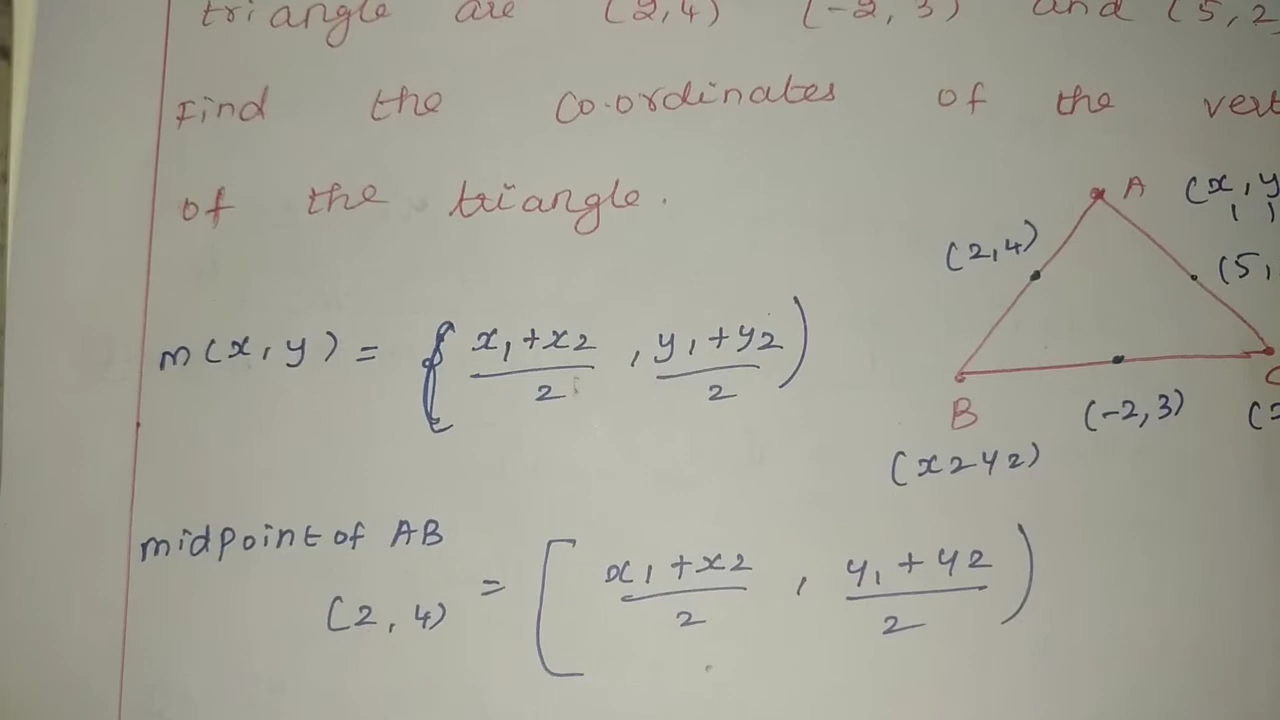 triangle are (2,4) (-2,3) and (5,2
Find the co.ordinates of the vert
of the triangle.
A (x1,y1
(2,4) (5,
m(x,y) = ( x1+x2 / 2 , y1+y2 / 2 )
B (-2,3) C (x
(x2 y2)
midpoint of AB
(2,4) = [ x1+x2 / 2 , y1+y2 / 2 )